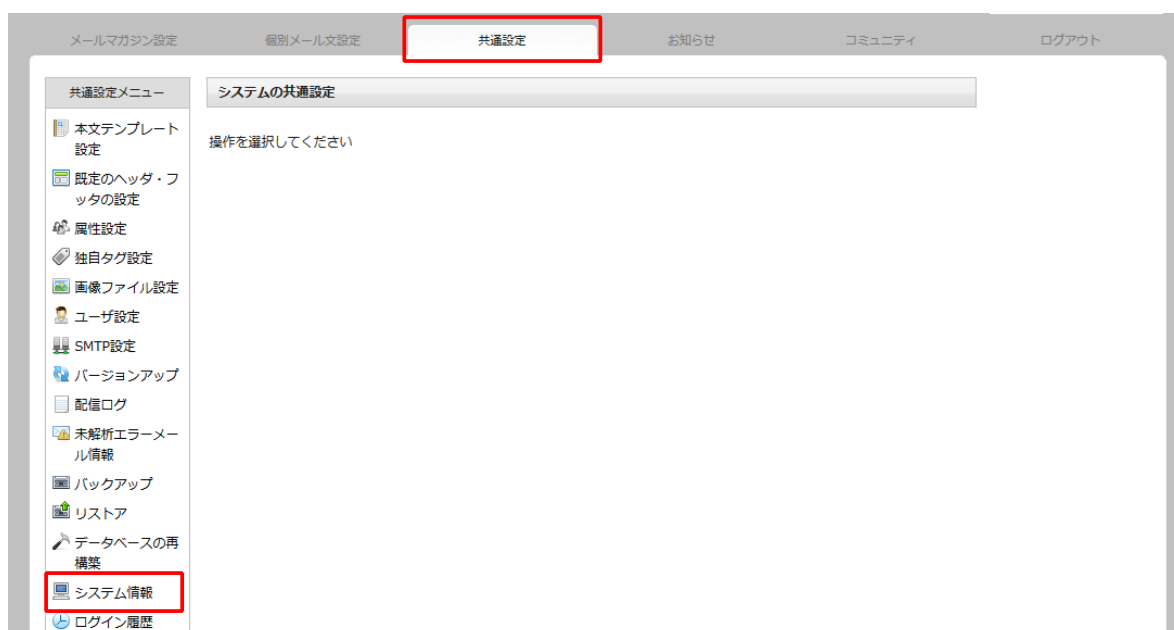 メールマガジン設定
個別メール文設定
共通設定
お知らせ
コミュニティ
ログアウト
共通設定メニュー
システムの共通設定
操作を選択してください
本文テンプレート
設定
既定のヘッダ・フ
ッタの設定
属性設定
独自タグ設定
画像ファイル設定
ユーザ設定
SMTP設定
バージョンアップ
配信ログ
未解析エラーメー
ル情報
バックアップ
リストア
データベースの再
構築
システム情報
ログイン履歴